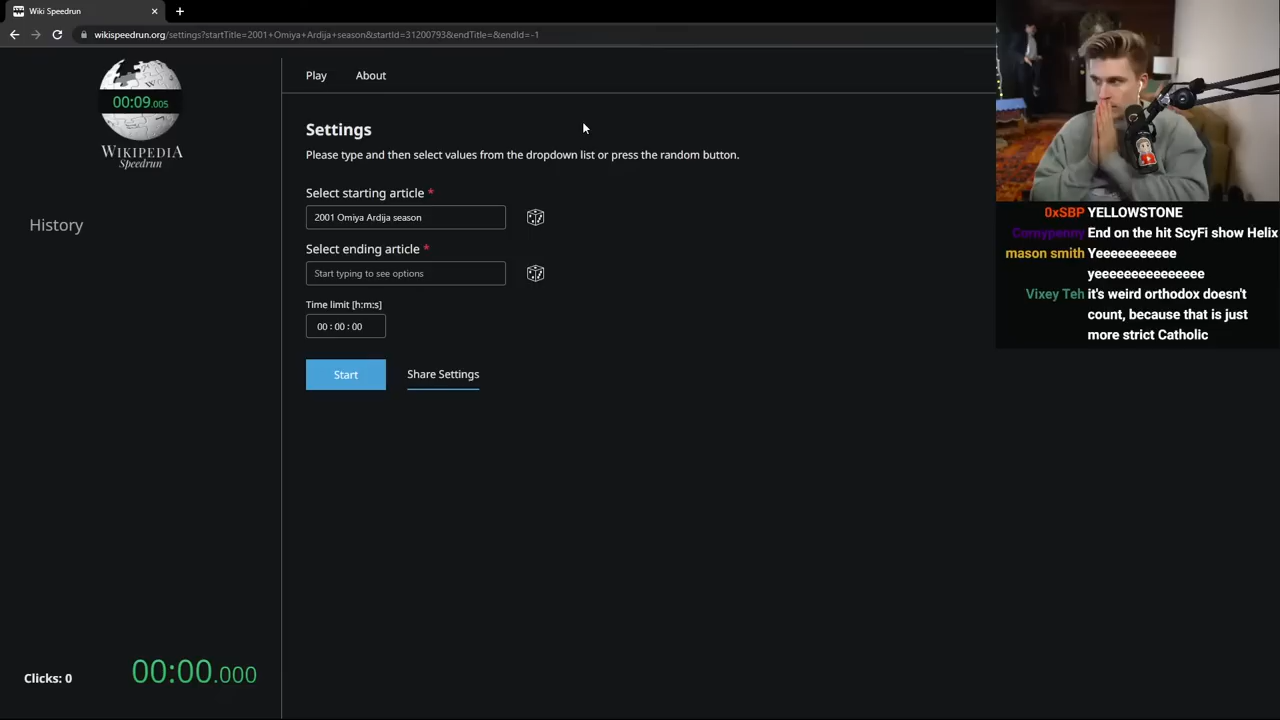 Wiki Speedrun
wikispeedrun.org/settings?startTitle=2001+Omiya+Ardija+season&startId=31200793&endTitle=&endId=-1
00:09.005
WIKIPEDIA
Speedrun
Play
About
Settings
Please type and then select values from the dropdown list or press the random button.
History
Select starting article *
2001 Omiya Ardija season
Select ending article *
Start typing to see options
Time limit [h:m:s]
00 : 00 : 00
Start
Share Settings
Clicks: 0
00:00.000
0xSBP YELLOWSTONE
Cornypenny End on the hit ScyFi show Helix
mason smith Yeeeeeeeeeee
yeeeeeeeeeeeeeee
Vixey Teh it's weird orthodox doesn't
count, because that is just
more strict Catholic